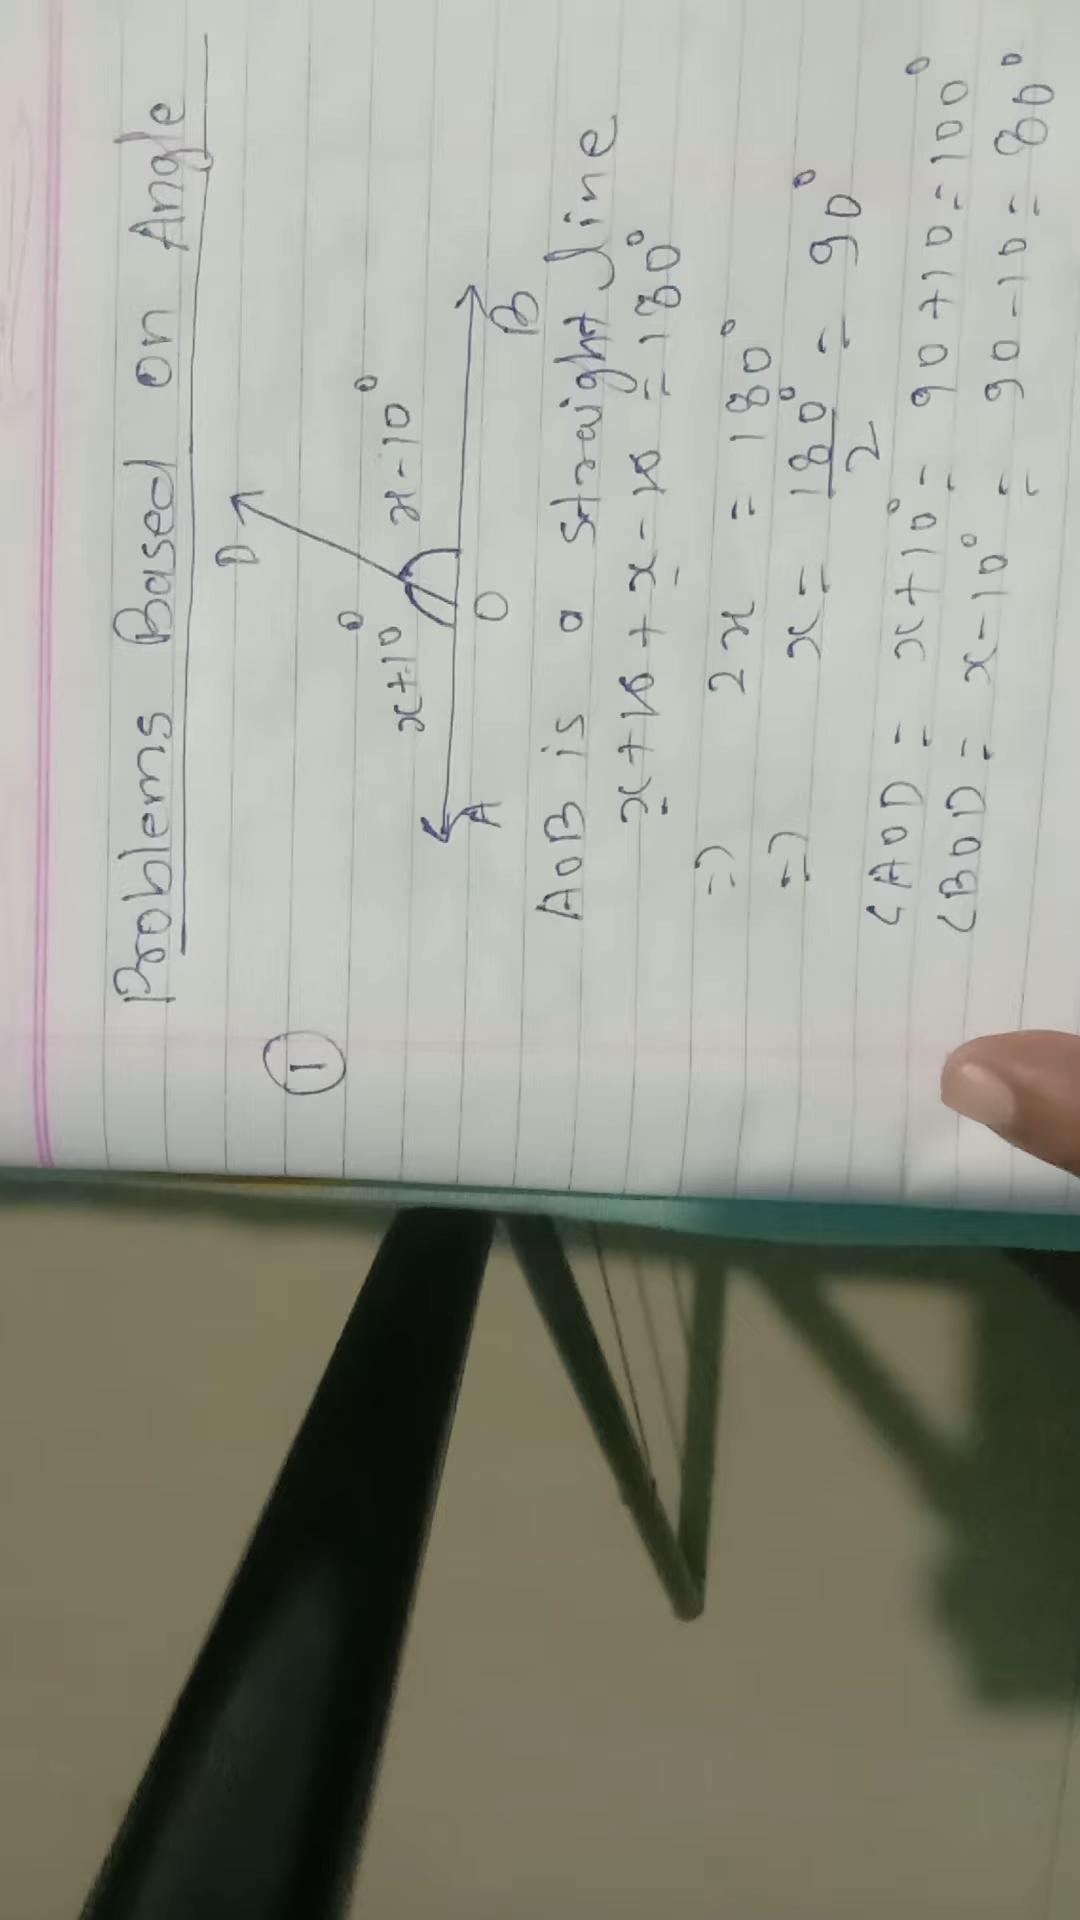 Problems Based on Angle
1
D
x+10° x-10°
A O B
AOB is a straight line
x+10+x-10=180°
=) 2x = 180°
=) x = 180°/2 = 90°
<AOD = x+10° = 90+10=100°
<BOD = x-10° = 90-10= 80°